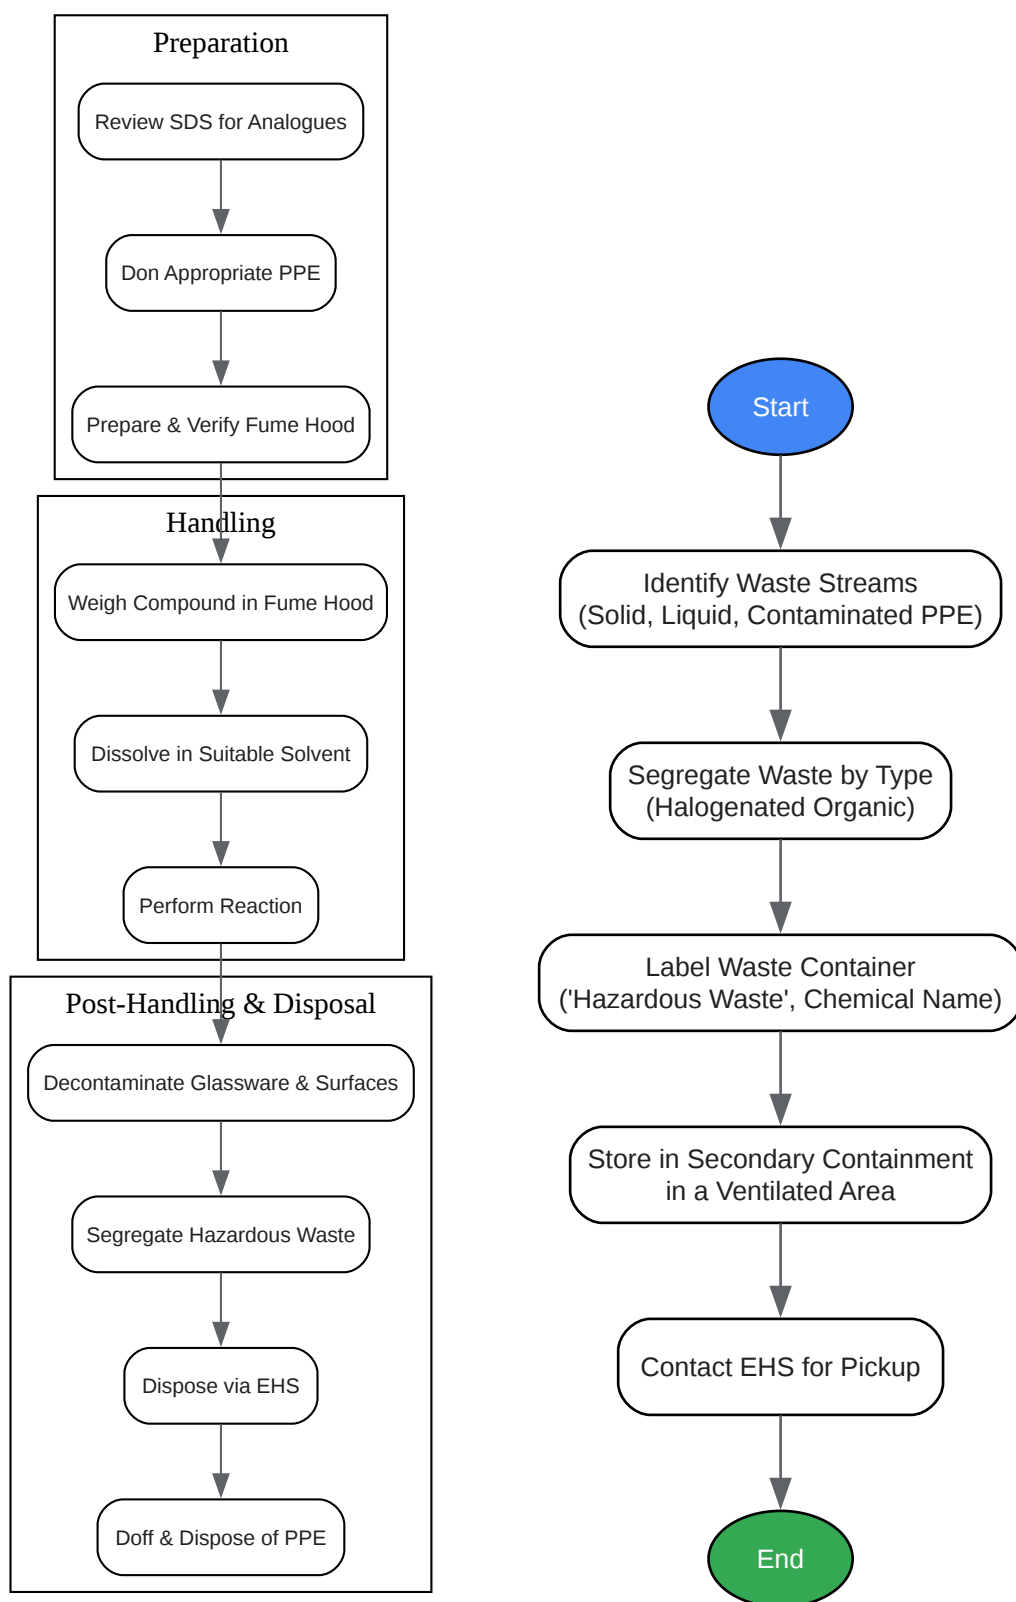 Preparation
Review SDS for Analogues
Don Appropriate PPE
Prepare & Verify Fume Hood
Handling
Weigh Compound in Fume Hood
Dissolve in Suitable Solvent
Perform Reaction
Post-Handling & Disposal
Decontaminate Glassware & Surfaces
Segregate Hazardous Waste
Dispose via EHS
Doff & Dispose of PPE
Start
Identify Waste Streams
(Solid, Liquid, Contaminated PPE)
Segregate Waste by Type
(Halogenated Organic)
Label Waste Container
('Hazardous Waste', Chemical Name)
Store in Secondary Containment
in a Ventilated Area
Contact EHS for Pickup
End